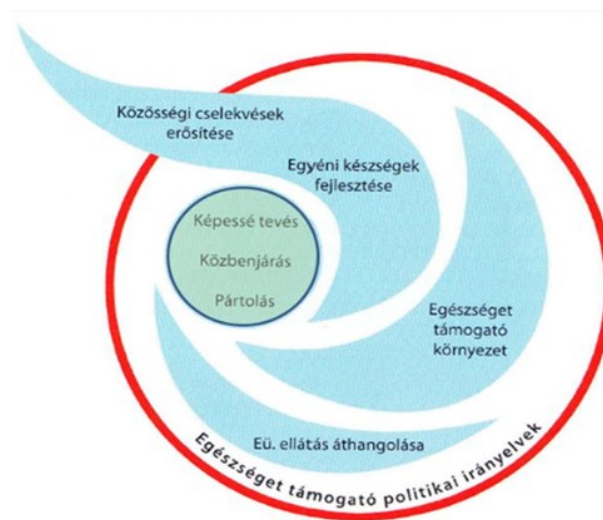 Közösségi cselekvések
erősítése
Egyéni készségek
fejlesztése
Képessé tevés
Közbenjárás
Pártolás
Egészséget
támogató
környezet
Eü. ellátás áthangolása
Egészséget támogató politikai irányelvek